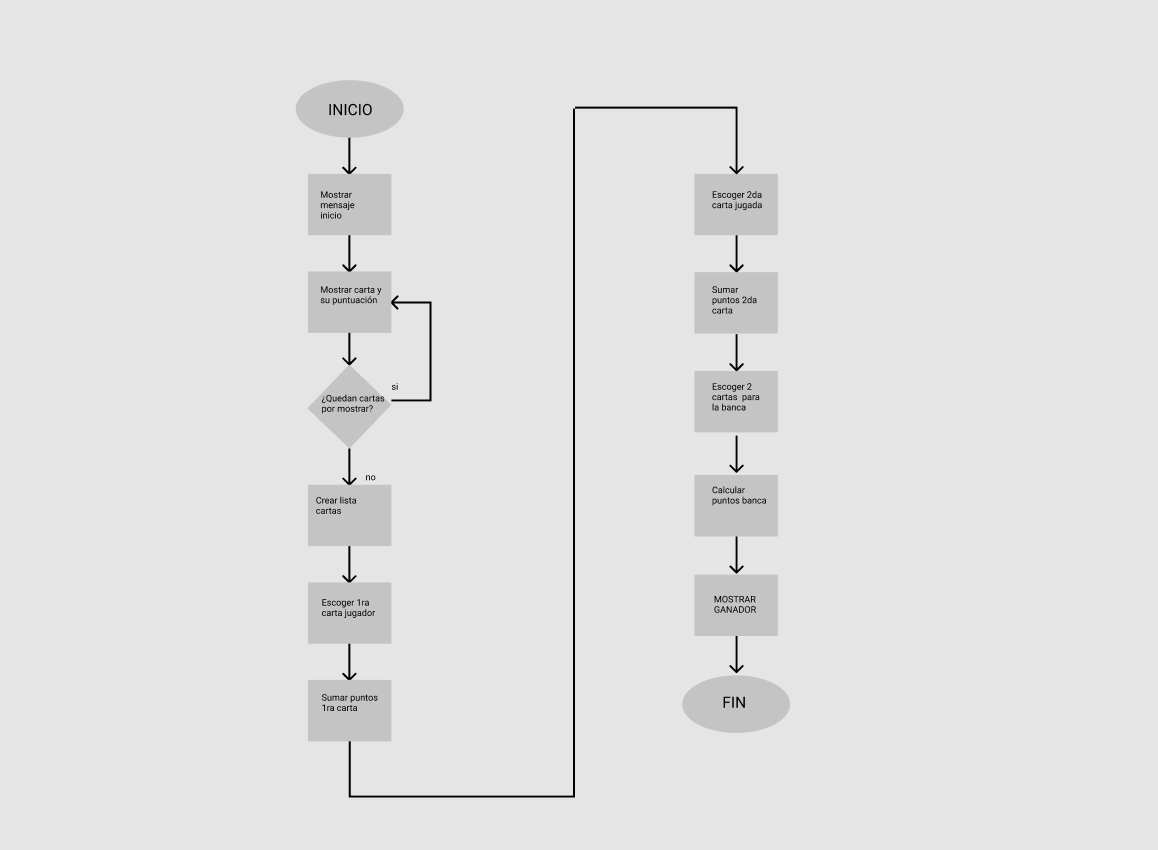 INICIO
Mostrar
mensaje
inicio
Mostrar carta y
su puntuación
si
¿Quedan cartas
por mostrar?
no
Crear lista
cartas
Escoger 1ra
carta jugador
Sumar puntos
1ra carta
Escoger 2da
carta jugada
Sumar
puntos 2da
carta
Escoger 2
cartas para
la banca
Calcular
puntos banca
MOSTRAR
GANADOR
FIN